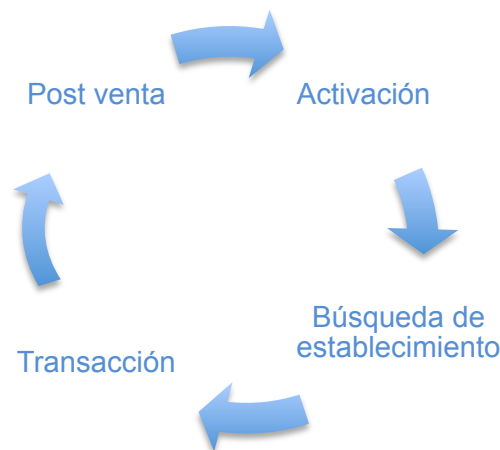 Post venta
Activación
Búsqueda de
establecimiento
Transacción